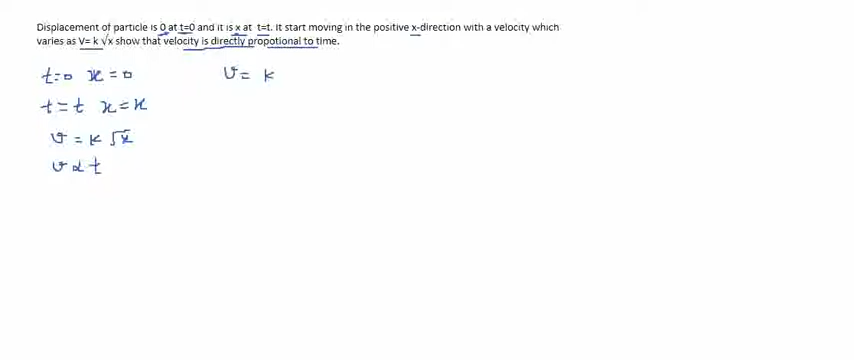 Displacement of particle is 0 at t=0 and it is x at t=t. It start moving in the positive x-direction with a velocity which
varies as V= k √x show that velocity is directly propotional to time.
t=0 x=0
t=t x=x
v=k√x
v∝t
v= k